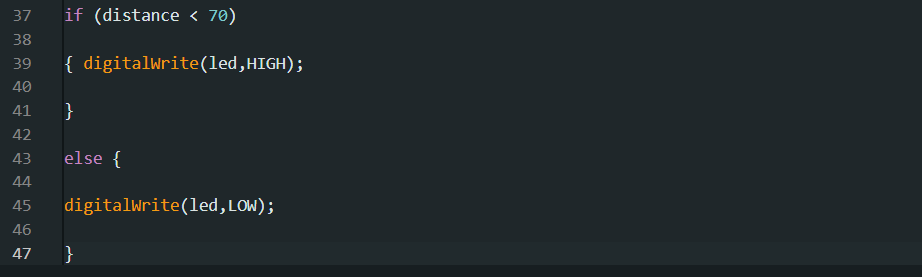 37 if (distance < 70)
38
39 { digitalWrite(led,HIGH);
40
41 }
42
43 else {
44
45 digitalWrite(led,LOW);
46
47 }